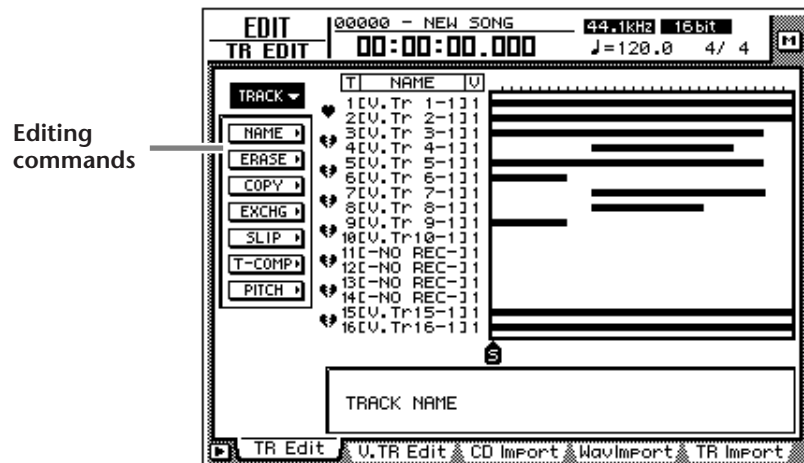 EDIT
TR EDIT
00000 - NEW SONG
00:00:00.000
44.1kHz 16bit
♩=120.0 4/ 4
M
TRACK
T NAME V
1[V.Tr 1-1]1
2[V.Tr 2-1]1
3[V.Tr 3-1]1
4[V.Tr 4-1]1
5[V.Tr 5-1]1
6[V.Tr 6-1]1
7[V.Tr 7-1]1
8[V.Tr 8-1]1
9[V.Tr 9-1]1
10[V.Tr10-1]1
11[-NO REC-]1
12[-NO REC-]1
13[-NO REC-]1
14[-NO REC-]1
15[V.Tr15-1]1
16[V.Tr16-1]1
Editing
commands
NAME
ERASE
COPY
EXCHG
SLIP
T-COMP
PITCH
S
TRACK NAME
TR Edit V.TR Edit CD Import WavImport TR Import